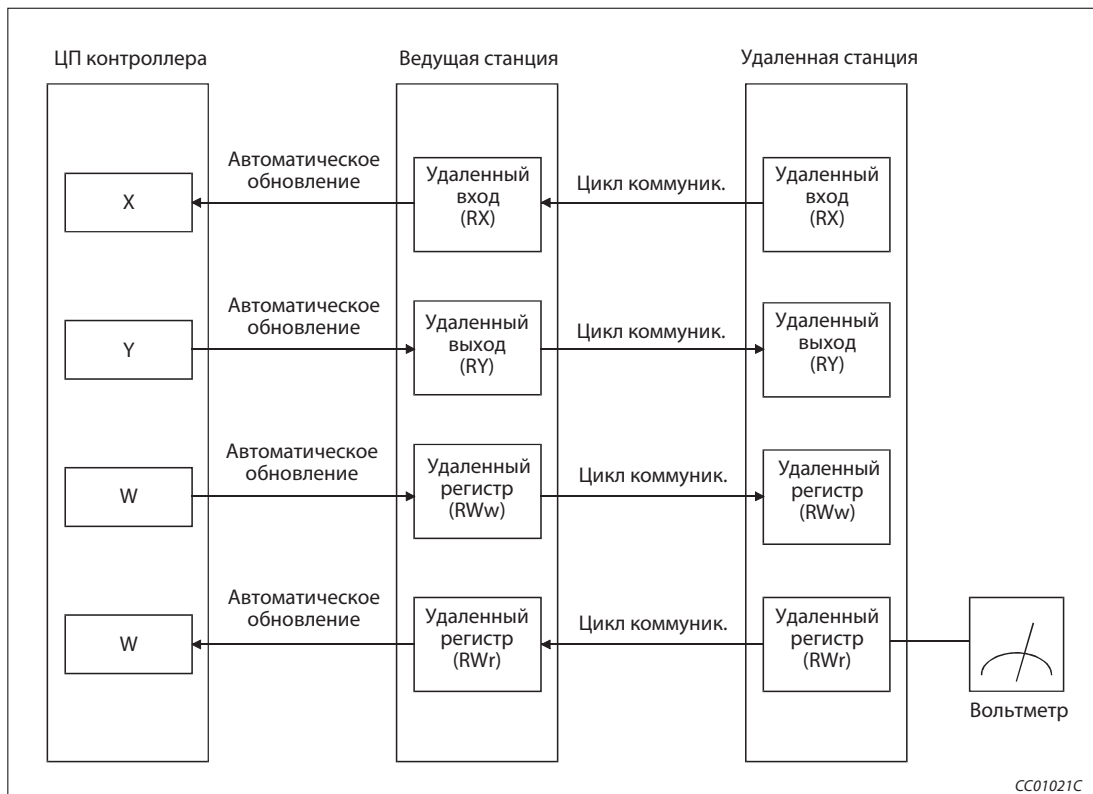 ЦП контроллера
Ведущая станция
Удаленная станция
X
Автоматическое
обновление
Удаленный
вход
(RX)
Цикл коммуник.
Удаленный
вход
(RX)
Y
Автоматическое
обновление
Удаленный
выход
(RY)
Цикл коммуник.
Удаленный
выход
(RY)
W
Автоматическое
обновление
Удаленный
регистр
(RWw)
Цикл коммуник.
Удаленный
регистр
(RWw)
W
Автоматическое
обновление
Удаленный
регистр
(RWr)
Цикл коммуник.
Удаленный
регистр
(RWr)
Вольтметр
CC01021C